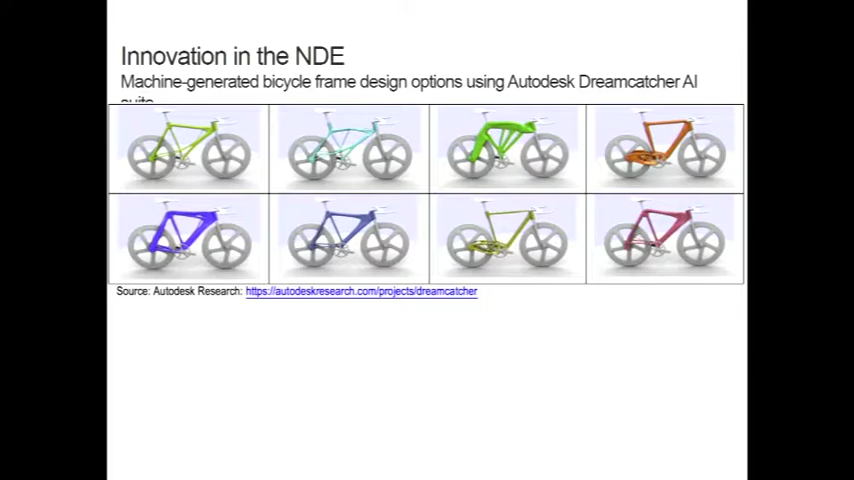 Innovation in the NDE
Machine-generated bicycle frame design options using Autodesk Dreamcatcher AI
suite
Source: Autodesk Research: https://autodeskresearch.com/projects/dreamcatcher